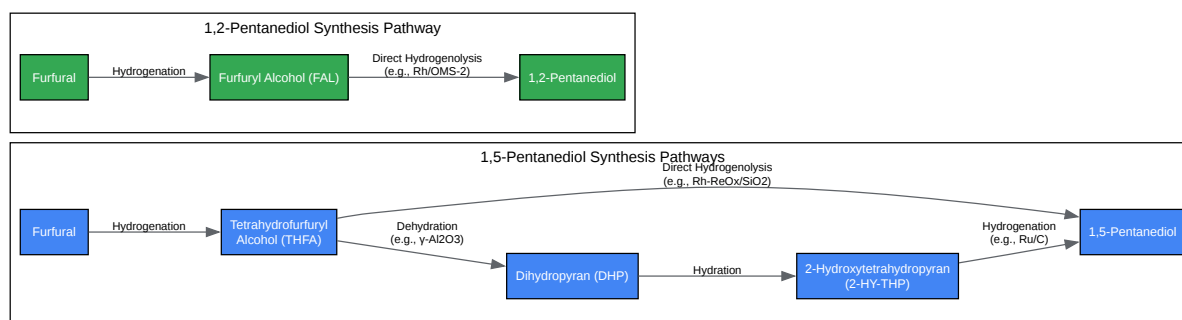 1,2-Pentanediol Synthesis Pathway
Furfural
Hydrogenation
Furfuryl Alcohol (FAL)
Direct Hydrogenolysis
(e.g., Rh/OMS-2)
1,2-Pentanediol
1,5-Pentanediol Synthesis Pathways
Direct Hydrogenolysis
(e.g., Rh-ReOx/SiO2)
Furfural
Hydrogenation
Tetrahydrofurfuryl
Alcohol (THFA)
Dehydration
(e.g., γ-Al2O3)
Dihydropyran (DHP)
Hydration
2-Hydroxytetrahydropyran
(2-HY-THP)
Hydrogenation
(e.g., Ru/C)
1,5-Pentanediol